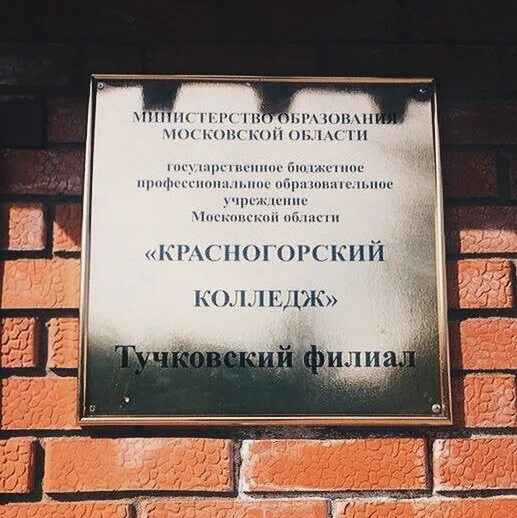 МИНИСТЕРСТВО ОБРАЗОВАНИЯ
МОСКОВСКОЙ ОБЛАСТИ
государственное бюджетное
профессиональное образовательное
учреждение
Московской области
«КРАСНОГОРСКИЙ
КОЛЛЕДЖ»
Тучковский филиал